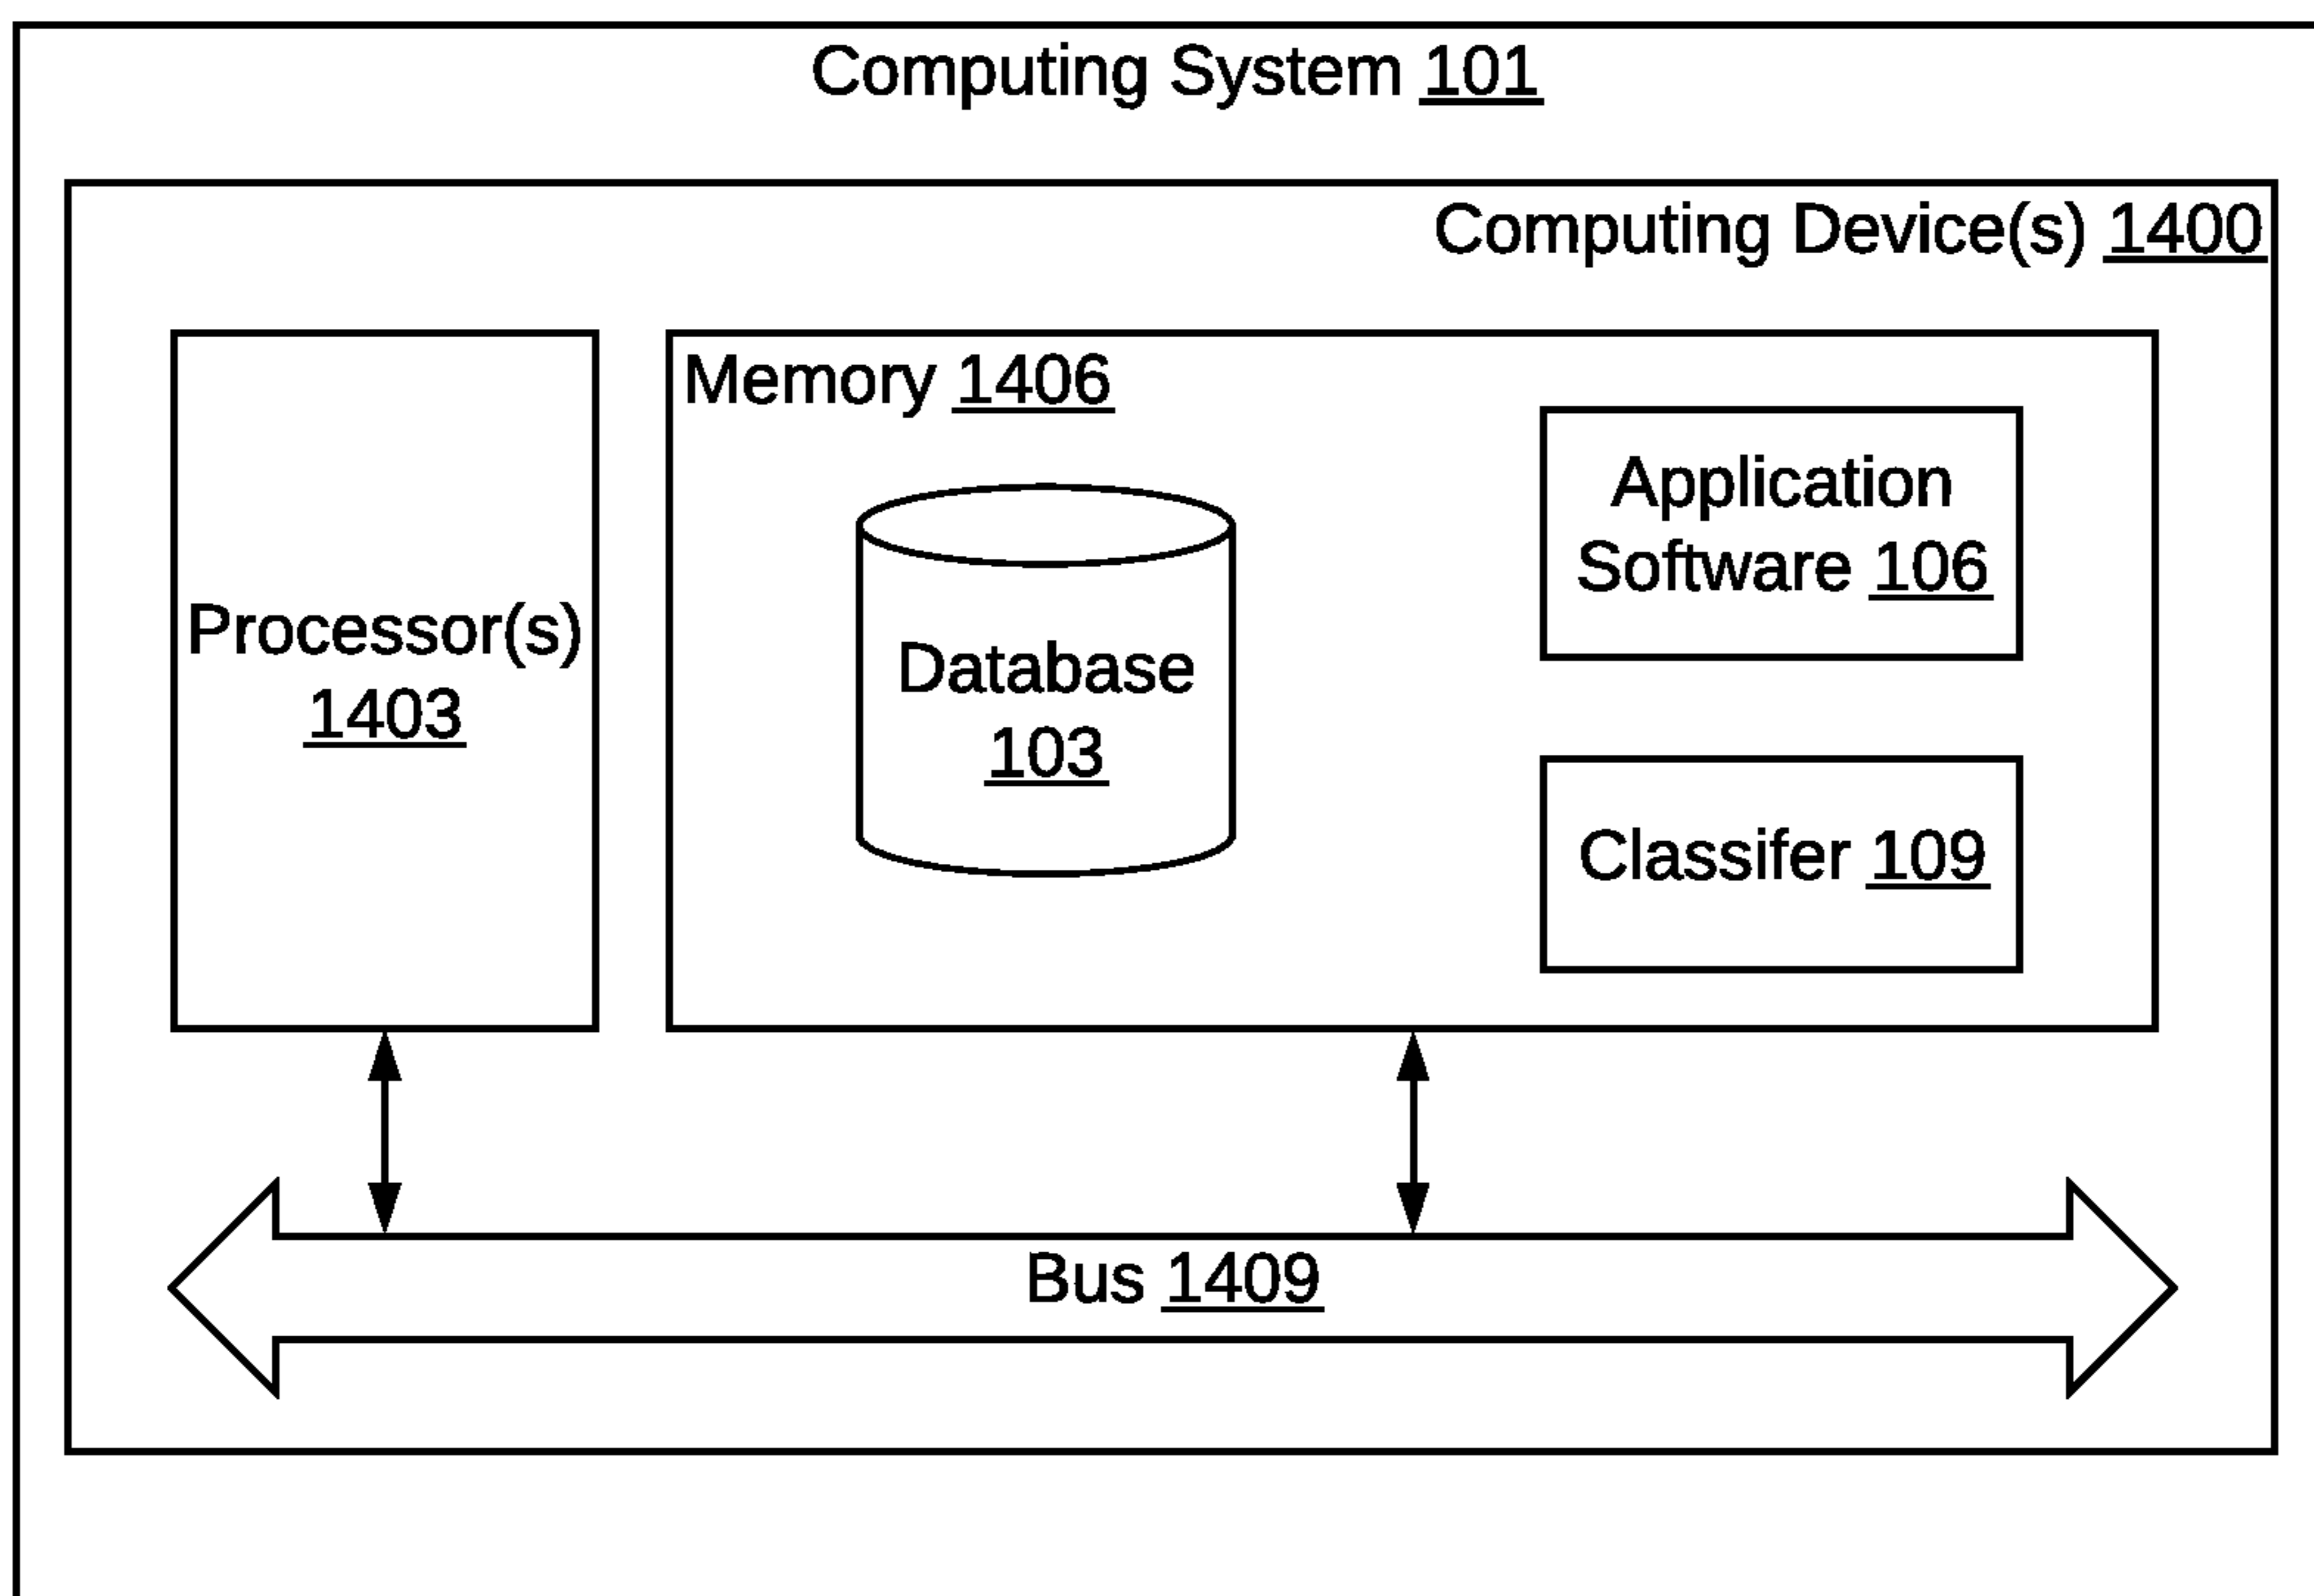 Computing System 101
Computing Device(s) 1400
Memory 1406
Application
Software 106
Processor(s)
1403
Database
103
Classifer 109
Bus 1409